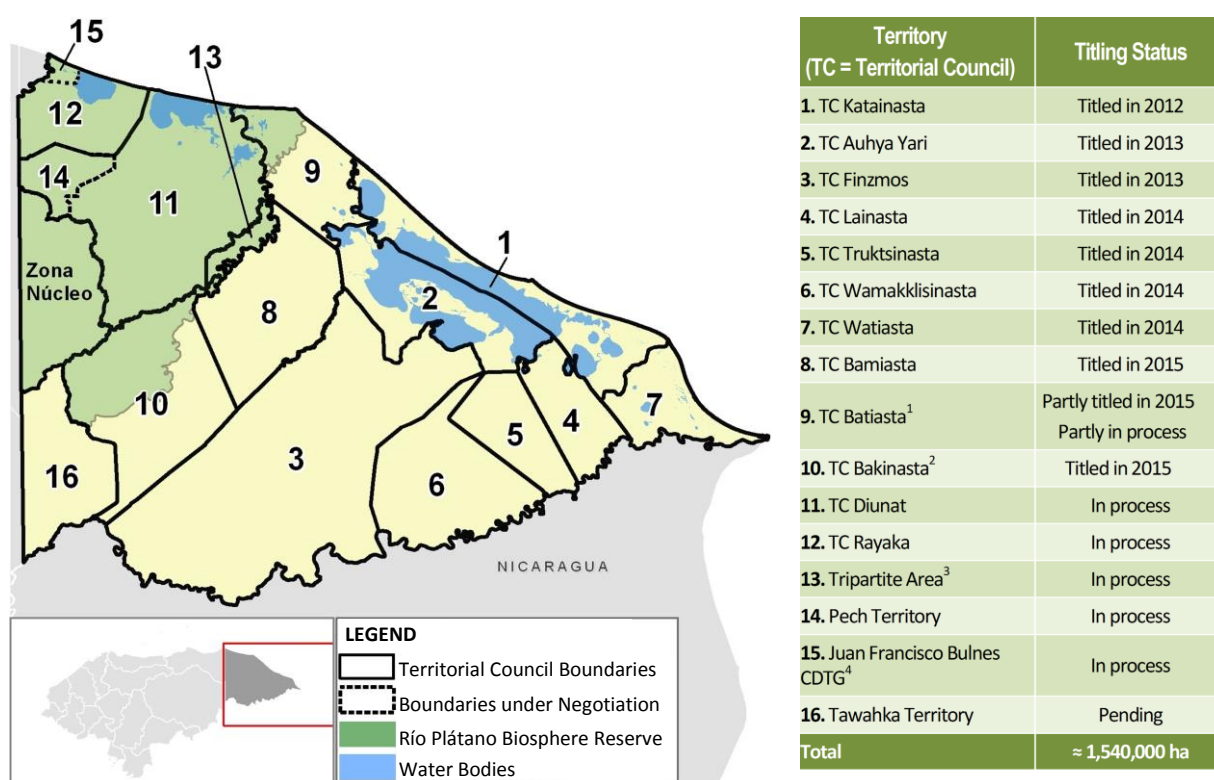 15
13
12
14
9
11
1
Zona
Núcleo
8
2
10
7
4
5
3
16
6
NICARAGUA
LEGEND
Territorial Council Boundaries
Boundaries under Negotiation
Río Plátano Biosphere Reserve
Water Bodies
Territory
(TC = Territorial Council)
Titling Status
1. TC Katainasta
Titled in 2012
2. TC Auhya Yari
Titled in 2013
3. TC Finzmos
Titled in 2013
4. TC Lainasta
Titled in 2014
5. TC Truktsinasta
Titled in 2014
6. TC Wamakklisinasta
Titled in 2014
7. TC Watiasta
Titled in 2014
8. TC Bamiasta
Titled in 2015
9. TC Batiasta¹
Partly titled in 2015
Partly in process
10. TC Bakinasta²
Titled in 2015
11. TC Diunat
In process
12. TC Rayaka
In process
13. Tripartite Area³
In process
14. Pech Territory
In process
15. Juan Francisco Bulnes
CDTG⁴
In process
16. Tawahka Territory
Pending
Total
≈ 1,540,000 ha